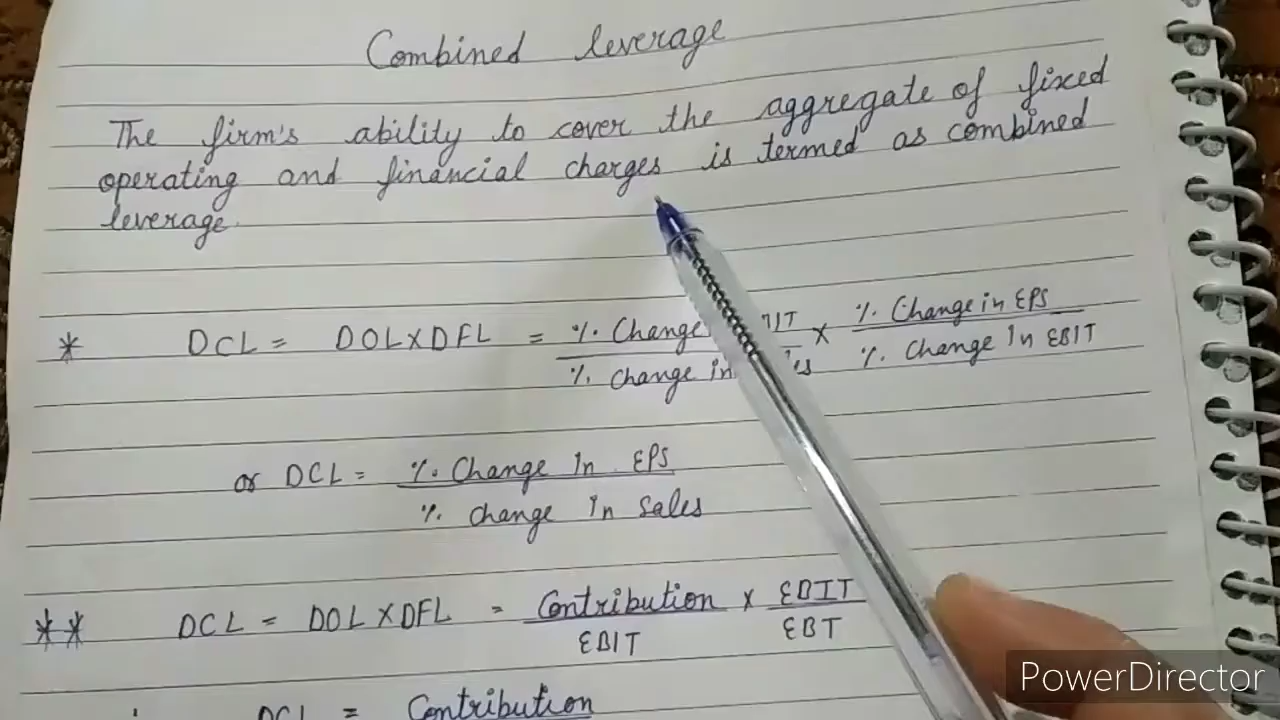 Combined leverage
The firm's ability to cover the aggregate of fixed
operating and financial charges is termed as combined
leverage.
* DCL = DOL X DFL = % Change × % Change in EPS
% Change in % Change In EBIT
or DCL = % Change In EPS
% Change In Sales
** DCL = DOL X DFL = Contribution × EBIT
EBIT EBT
DCL = Contribution
PowerDirector